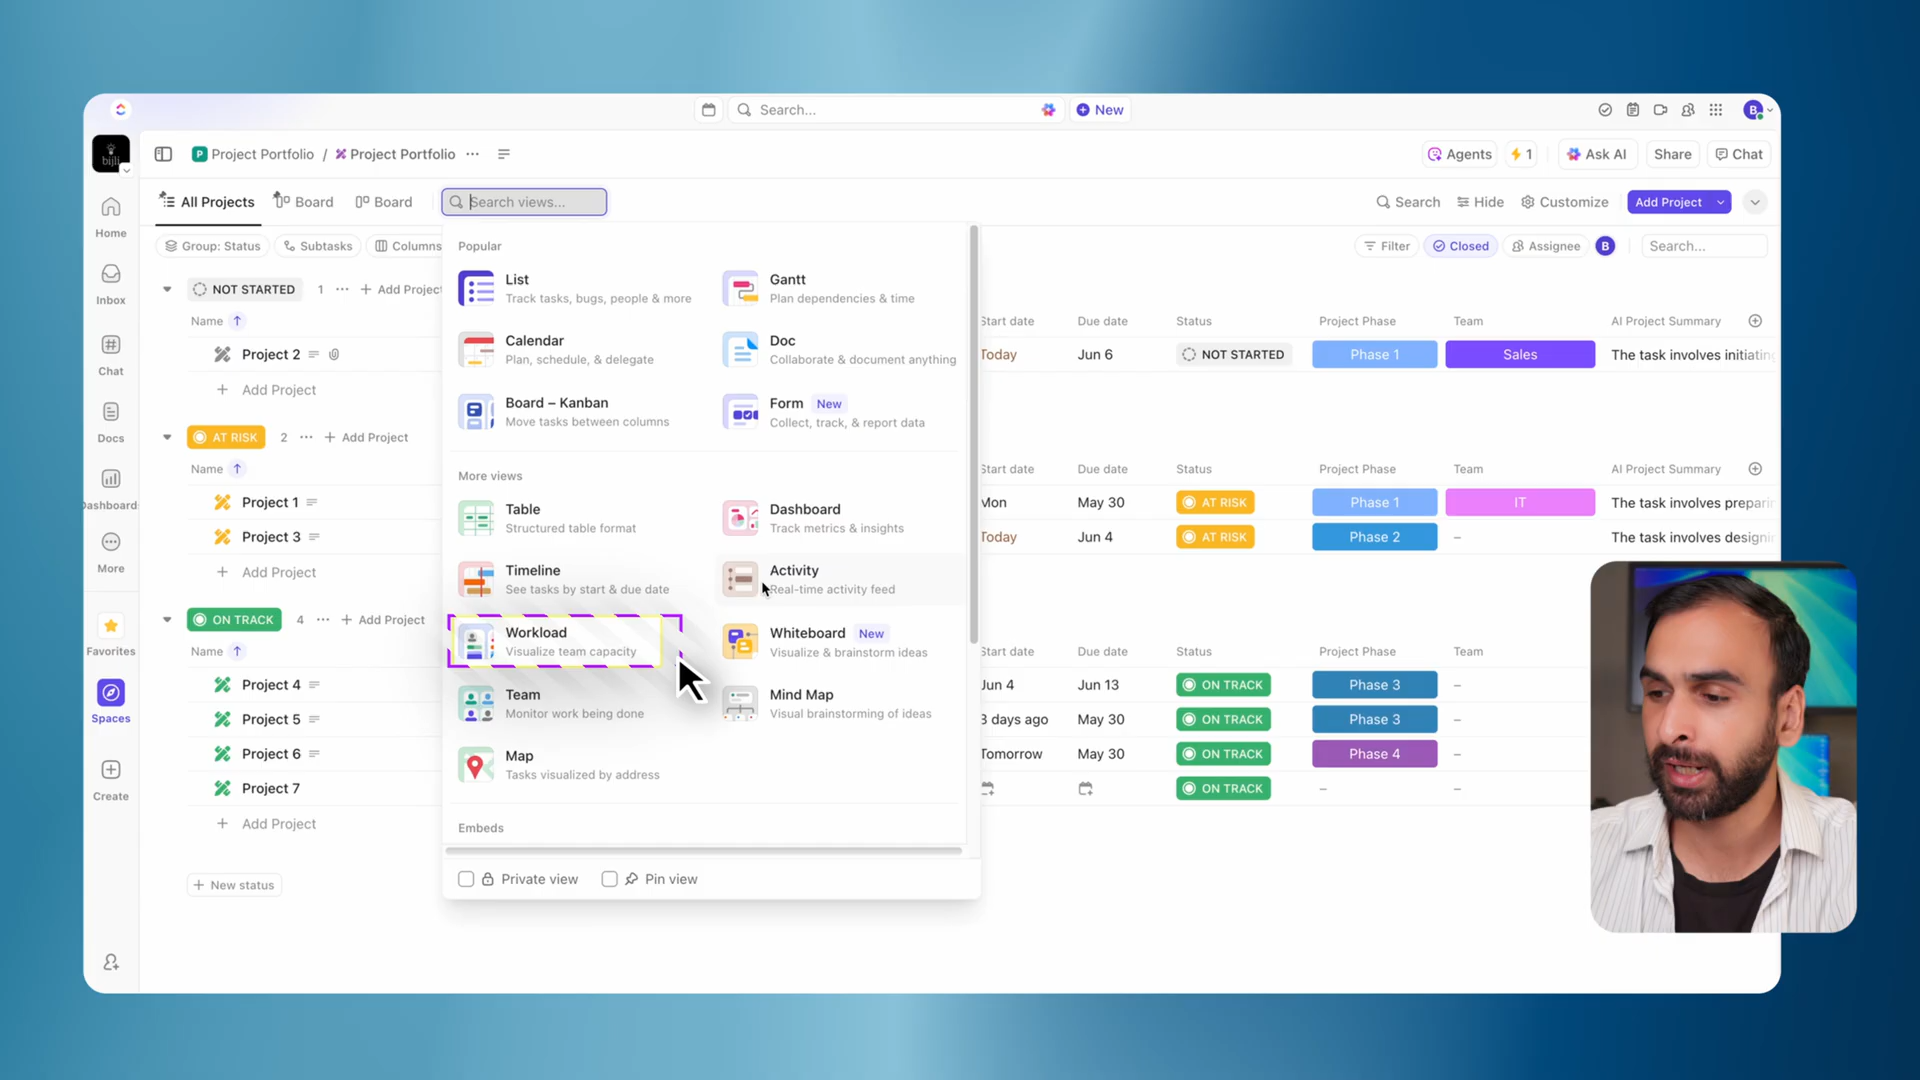 Search...
New
B
bijli
Project Portfolio / Project Portfolio ...
Agents
1
Ask AI
Share
Chat
All Projects
Board
Board
Search views...
Search
Hide
Customize
Add Project
Group: Status
Subtasks
Columns
Filter
Closed
Assignee
B
Search...
Home
Inbox
Chat
Docs
Dashboard
More
Favorites
Spaces
Create
NOT STARTED 1 ... + Add Project
Name
Start date Due date Status Project Phase Team AI Project Summary
Project 2
Today Jun 6 NOT STARTED Phase 1 Sales The task involves initiating
+ Add Project
AT RISK 2 ... + Add Project
Name
Start date Due date Status Project Phase Team AI Project Summary
Project 1
Mon May 30 AT RISK Phase 1 IT The task involves preparin
Project 3
Today Jun 4 AT RISK Phase 2 – The task involves designin
+ Add Project
ON TRACK 4 ... + Add Project
Name
Start date Due date Status Project Phase Team
Project 4
Jun 4 Jun 13 ON TRACK Phase 3 –
Project 5
3 days ago May 30 ON TRACK Phase 3 –
Project 6
Tomorrow May 30 ON TRACK Phase 4 –
Project 7
ON TRACK – –
+ Add Project
+ New status
Popular
List
Track tasks, bugs, people & more
Gantt
Plan dependencies & time
Calendar
Plan, schedule, & delegate
Doc
Collaborate & document anything
Board – Kanban
Move tasks between columns
Form New
Collect, track, & report data
More views
Table
Structured table format
Dashboard
Track metrics & insights
Timeline
See tasks by start & due date
Activity
Real-time activity feed
Workload
Visualize team capacity
Whiteboard New
Visualize & brainstorm ideas
Team
Monitor work being done
Mind Map
Visual brainstorming of ideas
Map
Tasks visualized by address
Embeds
Private view
Pin view